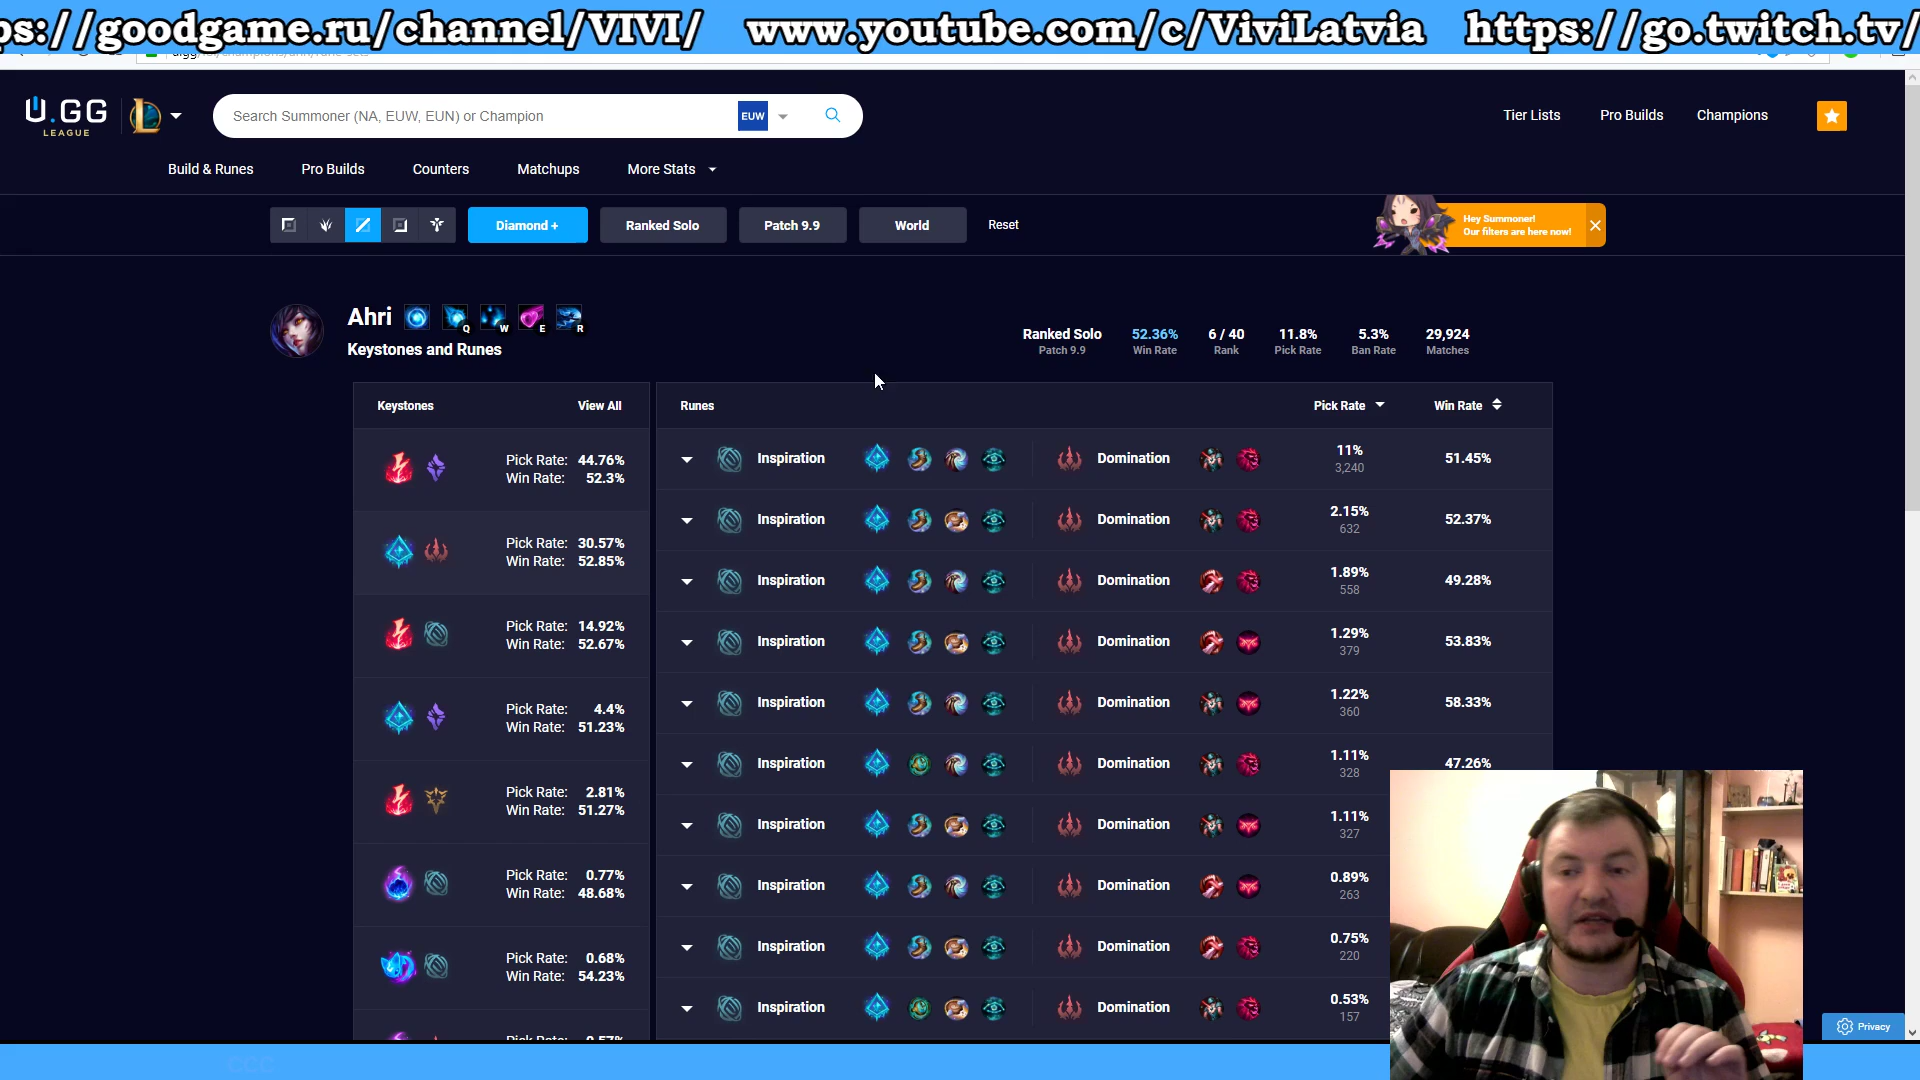 ps://goodgame.ru/channel/VIVI/ www.youtube.com/c/ViviLatvia https://go.twitch.tv/
U.GG
LEAGUE
Search Summoner (NA, EUW, EUN) or Champion
EUW
Tier Lists
Pro Builds
Champions
Build & Runes
Pro Builds
Counters
Matchups
More Stats
Diamond +
Ranked Solo
Patch 9.9
World
Reset
Hey Summoner!
Our filters are here now!
Ahri
Q W E R
Keystones and Runes
Ranked Solo 52.36% 6 / 40 11.8% 5.3% 29,924
Patch 9.9 Win Rate Rank Pick Rate Ban Rate Matches
Keystones View All
Pick Rate: 44.76%
Win Rate: 52.3%
Pick Rate: 30.57%
Win Rate: 52.85%
Pick Rate: 14.92%
Win Rate: 52.67%
Pick Rate: 4.4%
Win Rate: 51.23%
Pick Rate: 2.81%
Win Rate: 51.27%
Pick Rate: 0.77%
Win Rate: 48.68%
Pick Rate: 0.68%
Win Rate: 54.23%
Runes Pick Rate Win Rate
Inspiration Domination 11% 51.45%
3,240
Inspiration Domination 2.15% 52.37%
632
Inspiration Domination 1.89% 49.28%
558
Inspiration Domination 1.29% 53.83%
379
Inspiration Domination 1.22% 58.33%
360
Inspiration Domination 1.11% 47.26%
328
Inspiration Domination 1.11%
327
Inspiration Domination 0.89%
263
Inspiration Domination 0.75%
220
Inspiration Domination 0.53%
157
Privacy